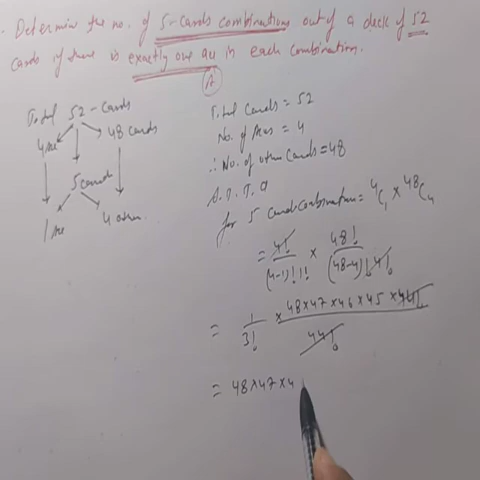 . Determine the no. of 5-Cards combinations out of a deck of 52
Cards if there is exactly one ace in each combination.
A
Total 52-Cards
4 ace
48 Cards
5 cards
1 ace
4 other.
Total Cards = 52
No. of Aces = 4
∴ No. of other Cards = 48
A.T.T.Q
for 5 Card Combination = ⁴C₁ × ⁴⁸C₄
= 4!/(4-1)! 1! × 48!/(48-4)! 4!
= 1/3! × 48×47×46×45×44!/44!
= 48×47×4